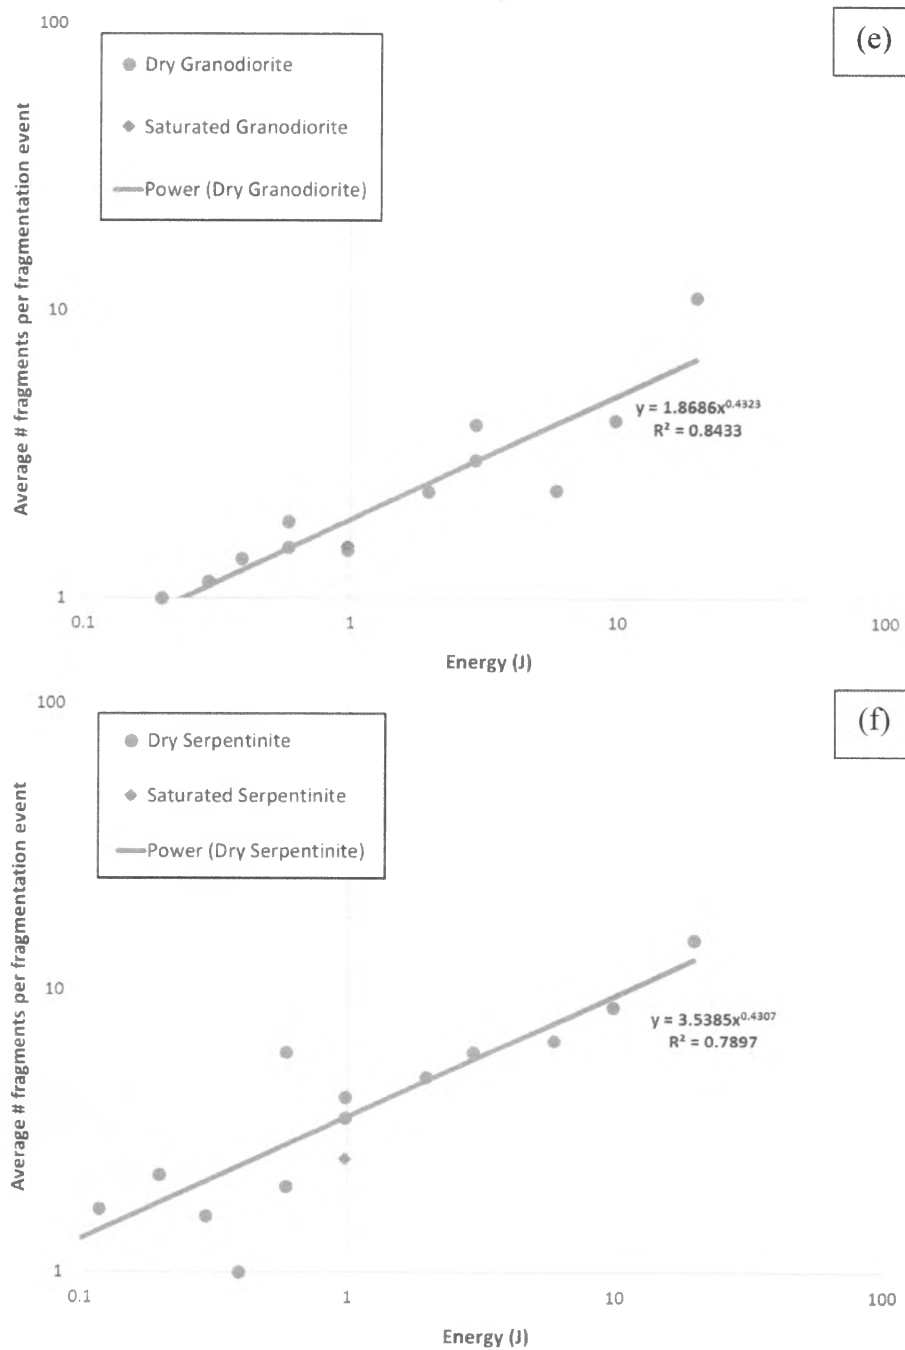 100
(e)
Dry Granodiorite
Saturated Granodiorite
Power (Dry Granodiorite)
Average # fragments per fragmentation event
10
y = 1.8686x^0.4323
R² = 0.8433
1
0.1
1
10
100
Energy (J)
100
(f)
Dry Serpentinite
Saturated Serpentinite
Power (Dry Serpentinite)
Average # fragments per fragmentation event
10
y = 3.5385x^0.4307
R² = 0.7897
1
0.1
1
10
100
Energy (J)